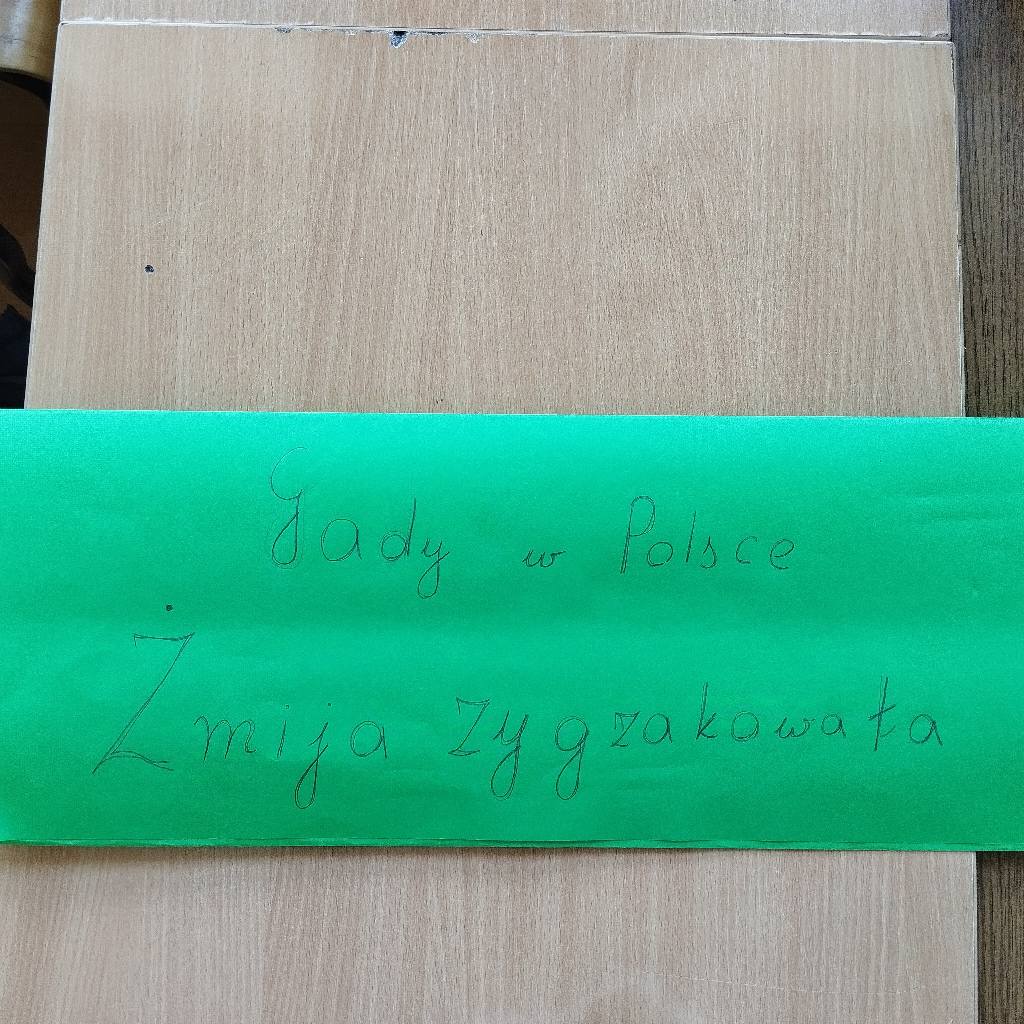 Gady w Polsce
Żmija zygzakowata